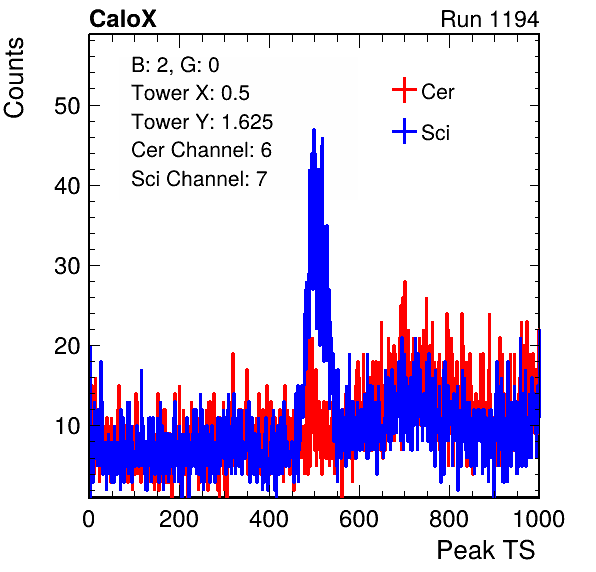 CaloX Run 1194
Counts
B: 2, G: 0
Tower X: 0.5
Tower Y: 1.625
Cer Channel: 6
Sci Channel: 7
Cer
Sci
50
40
30
20
10
0 200 400 600 800 1000
Peak TS